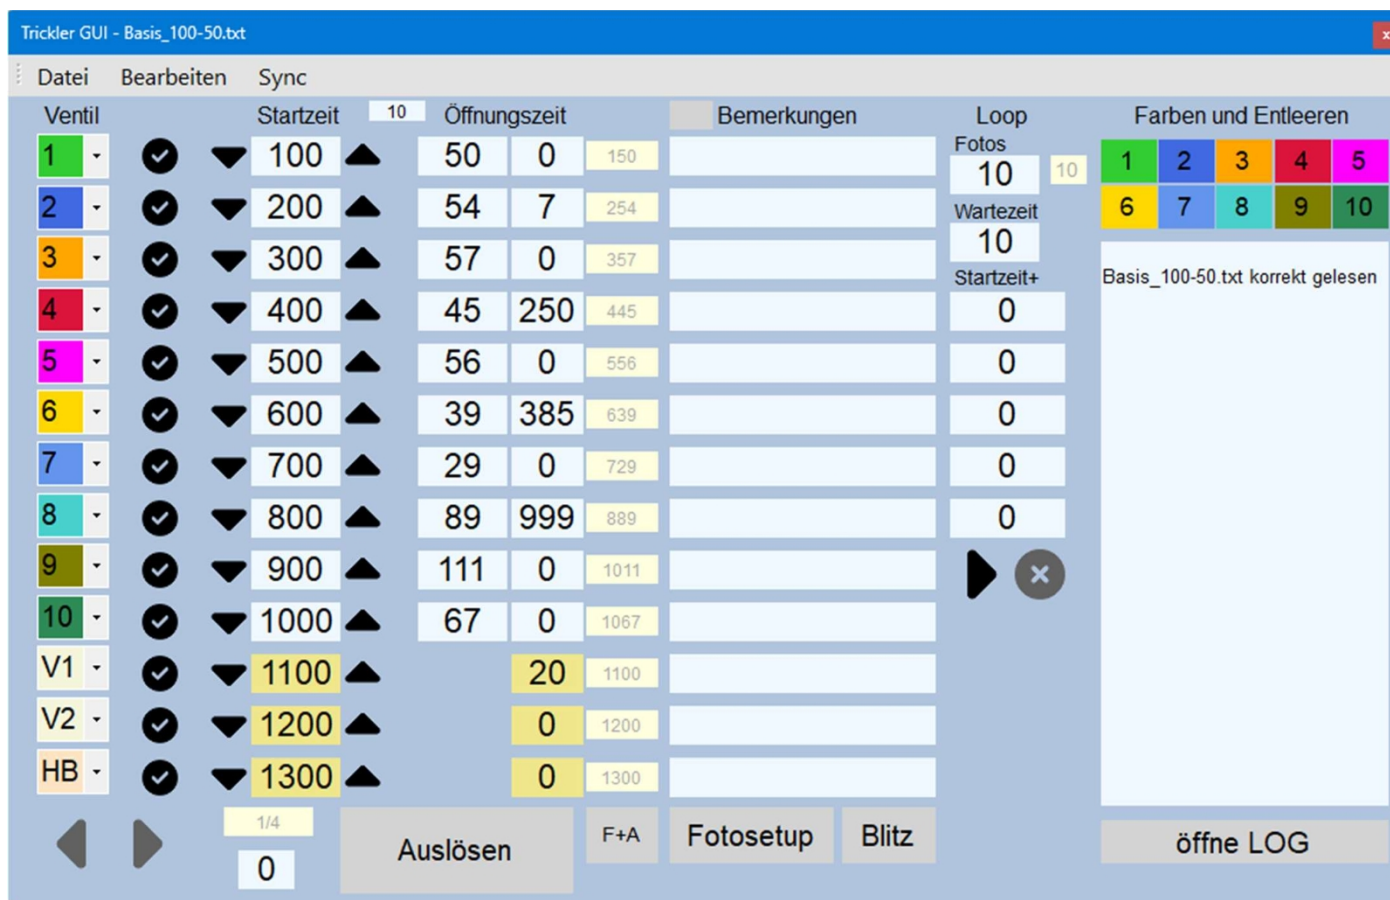 Trickler GUI - Basis_100-50.txt x
Datei Bearbeiten Sync
Ventil Startzeit 10 Öffnungszeit Bemerkungen Loop Farben und Entleeren
Fotos
1 100 50 0 150 10 10 1 2 3 4 5
2 200 54 7 254 Wartezeit 6 7 8 9 10
3 300 57 0 357 10
Startzeit+ Basis_100-50.txt korrekt gelesen
4 400 45 250 445 0
5 500 56 0 556 0
6 600 39 385 639 0
7 700 29 0 729 0
8 800 89 999 889 0
9 900 111 0 1011
10 1000 67 0 1067
V1 1100 20 1100
V2 1200 0 1200
HB 1300 0 1300
1/4
0 Auslösen F+A Fotosetup Blitz öffne LOG